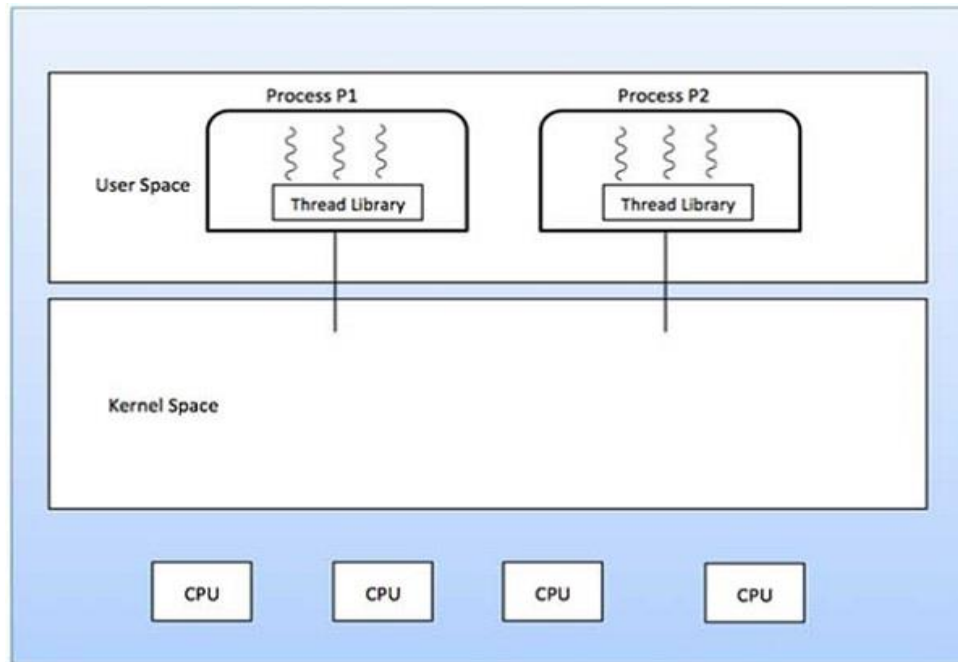 Process P1
Process P2
User Space
Thread Library
Thread Library
Kernel Space
CPU
CPU
CPU
CPU